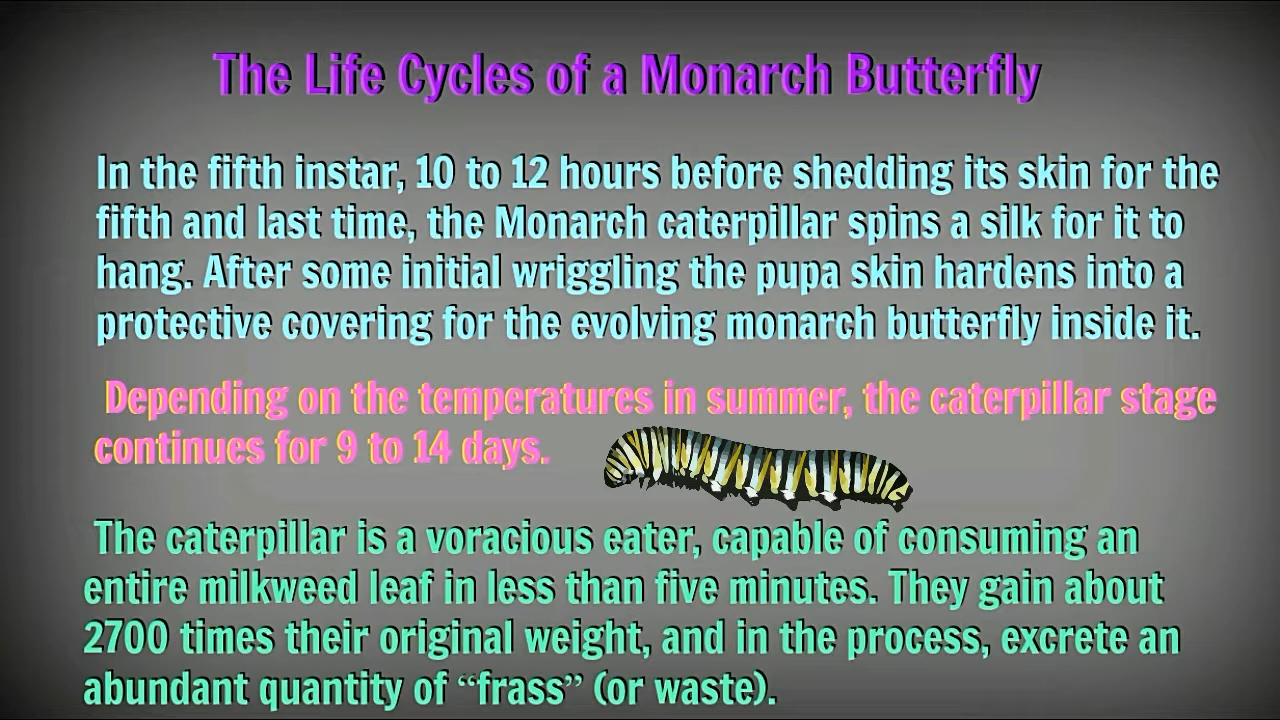 The Life Cycles of a Monarch Butterfly
In the fifth instar, 10 to 12 hours before shedding its skin for the
fifth and last time, the Monarch caterpillar spins a silk for it to
hang. After some initial wriggling the pupa skin hardens into a
protective covering for the evolving monarch butterfly inside it.
Depending on the temperatures in summer, the caterpillar stage
continues for 9 to 14 days.
The caterpillar is a voracious eater, capable of consuming an
entire milkweed leaf in less than five minutes. They gain about
2700 times their original weight, and in the process, excrete an
abundant quantity of “frass” (or waste).